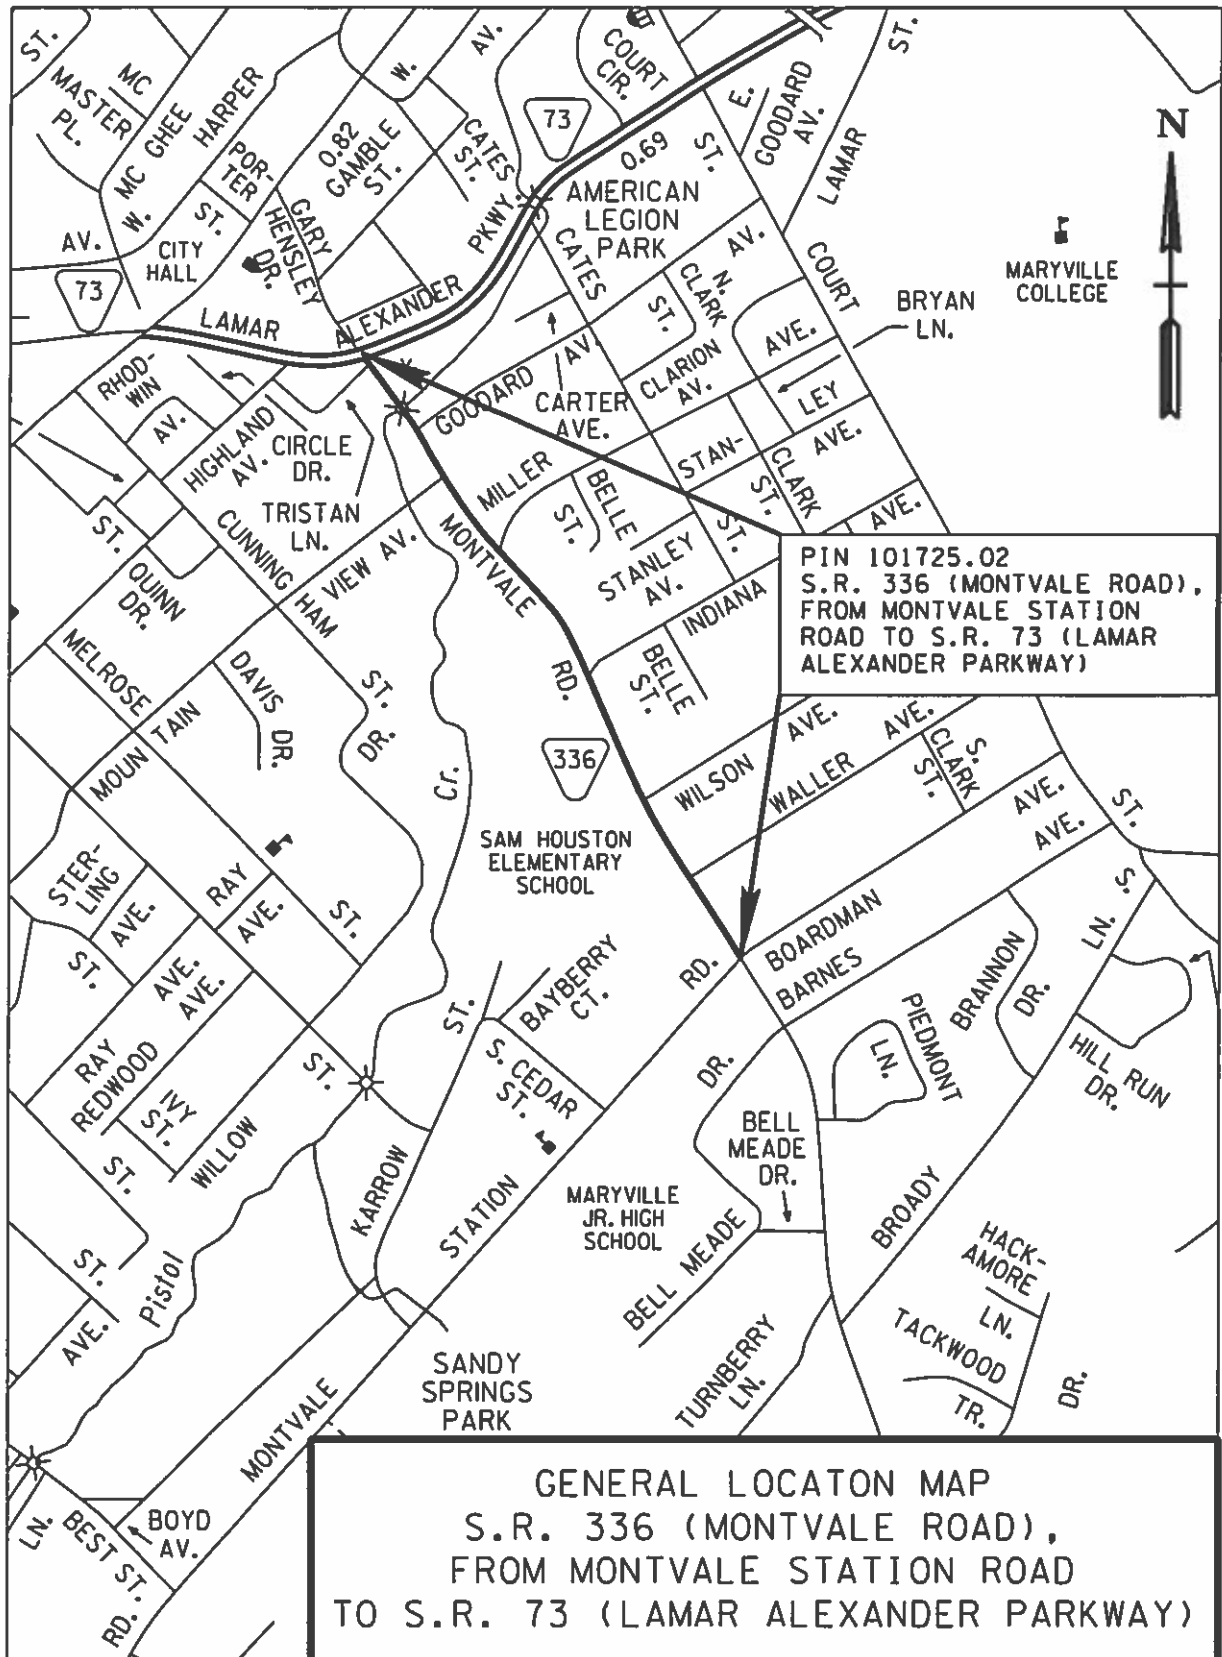 ST.
MC
MASTER
PL.
MC GHEE
HARPER
W.
AV.
COURT
CIR.
ST.
E.
GOODARD
AV.
LAMAR
73
0.82
GAMBLE
ST.
CATES
ST.
0.69
ST.
N
POR-
TER
ST.
W.
AV.
CITY
HALL
GARY
HENSLEY
DR.
PKWY.
AMERICAN
LEGION
PARK
CATES
AV.
COURT
MARYVILLE
COLLEGE
73
LAMAR
ALEXANDER
N.
CLARK
ST.
BRYAN
LN.
RHOD-
WIN
AV.
HIGHLAND
AV.
CIRCLE
DR.
GOODARD
AV.
CARTER
AVE.
CLARION
AV.
AVE.
LEY
AVE.
STAN-
CLARK
ST.
AVE.
TRISTAN
LN.
MILLER
BELLE
ST.
ST.
STANLEY
AV.
INDIANA
ST.
CUNNING
HAM
ST.
VIEW AV.
MONTVALE
RD.
QUINN
DR.
MELROSE
DAVIS DR.
DR.
MOUN
TAIN
BELLE
ST.
PIN 101725.02
S.R. 336 (MONTVALE ROAD),
FROM MONTVALE STATION
ROAD TO S.R. 73 (LAMAR
ALEXANDER PARKWAY)
AVE.
AVE.
WILSON
WALLER
S.
CLARK
ST.
336
Cr.
SAM HOUSTON
ELEMENTARY
SCHOOL
AVE.
AVE.
ST.
STER-
LING
AVE.
ST.
RAY
AVE.
ST.
BOARDMAN
BARNES
S.
LN.
BRANNON
DR.
RD.
BAYBERRY
CT.
ST.
AVE.
AVE.
RAY
REDWOOD
IVY
ST.
WILLOW
ST.
ST.
S. CEDAR
ST.
DR.
PIEDMONT
LN.
HILL RUN
DR.
BELL
MEADE
DR.
KARROW
STATION
MARYVILLE
JR. HIGH
SCHOOL
BELL MEADE
BROADY
HACK-
AMORE
LN.
TACKWOOD
TR.
DR.
ST.
AVE.
Pistol
SANDY
SPRINGS
PARK
TURNBERRY
LN.
MONTVALE
RD.
LN.
BEST ST.
BOYD
AV.
GENERAL LOCATON MAP
S.R. 336 (MONTVALE ROAD),
FROM MONTVALE STATION ROAD
TO S.R. 73 (LAMAR ALEXANDER PARKWAY)